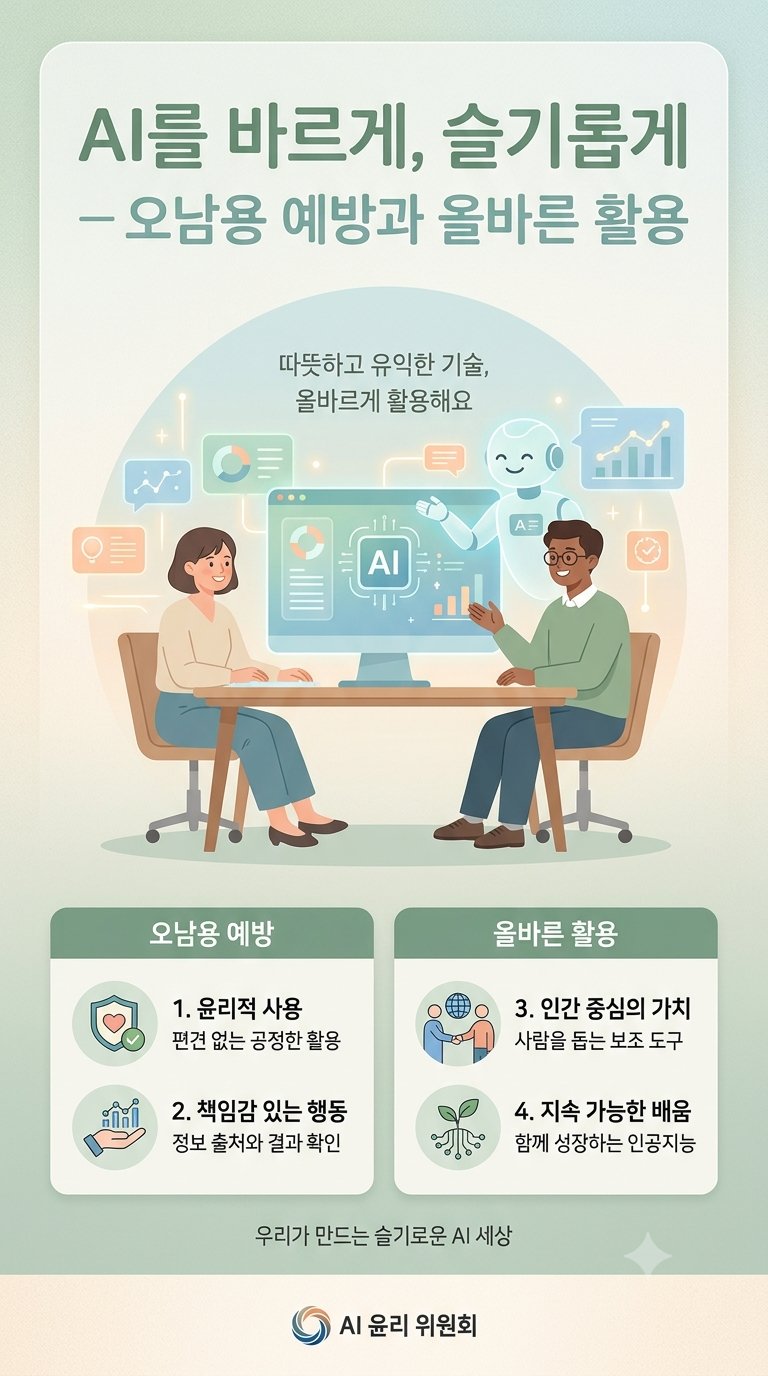 AI를 바르게, 슬기롭게
– 오남용 예방과 올바른 활용
따뜻하고 유익한 기술,
올바르게 활용해요
AI
오남용 예방
1. 윤리적 사용
편견 없는 공정한 활용
2. 책임감 있는 행동
정보 출처와 결과 확인
올바른 활용
3. 인간 중심의 가치
사람을 돕는 보조 도구
4. 지속 가능한 배움
함께 성장하는 인공지능
우리가 만드는 슬기로운 AI 세상
AI 윤리 위원회